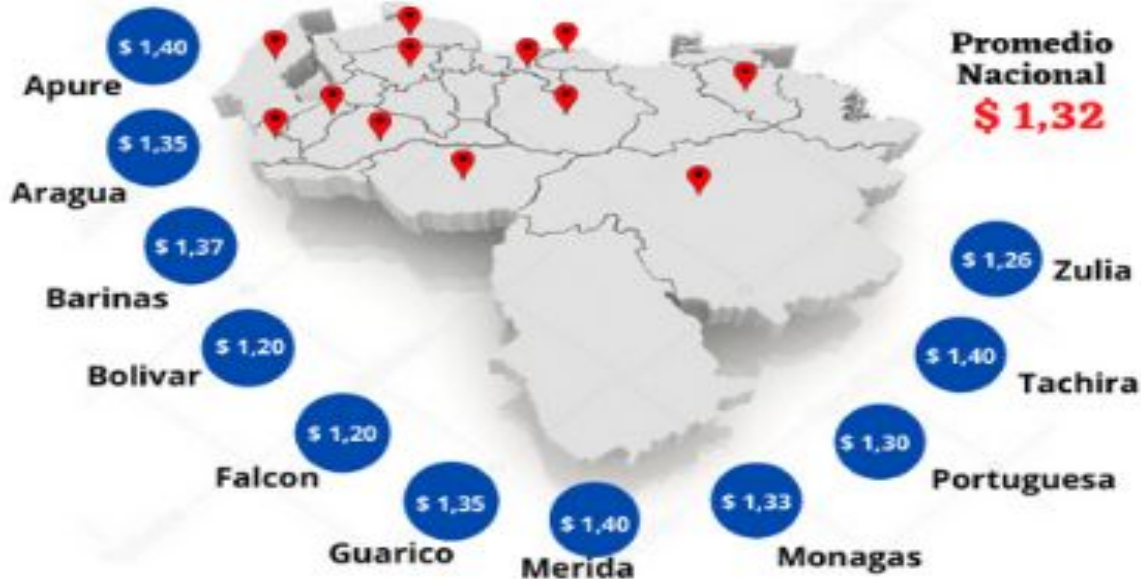 $ 1,40
Apure
$ 1,35
Aragua
$ 1,37
Barinas
$ 1,20
Bolivar
$ 1,20
Falcon
$ 1,35
Guarico
$ 1,40
Merida
$ 1,33
Monagas
$ 1,30
Portuguesa
$ 1,40
Tachira
$ 1,26
Zulia
Promedio
Nacional
$ 1,32